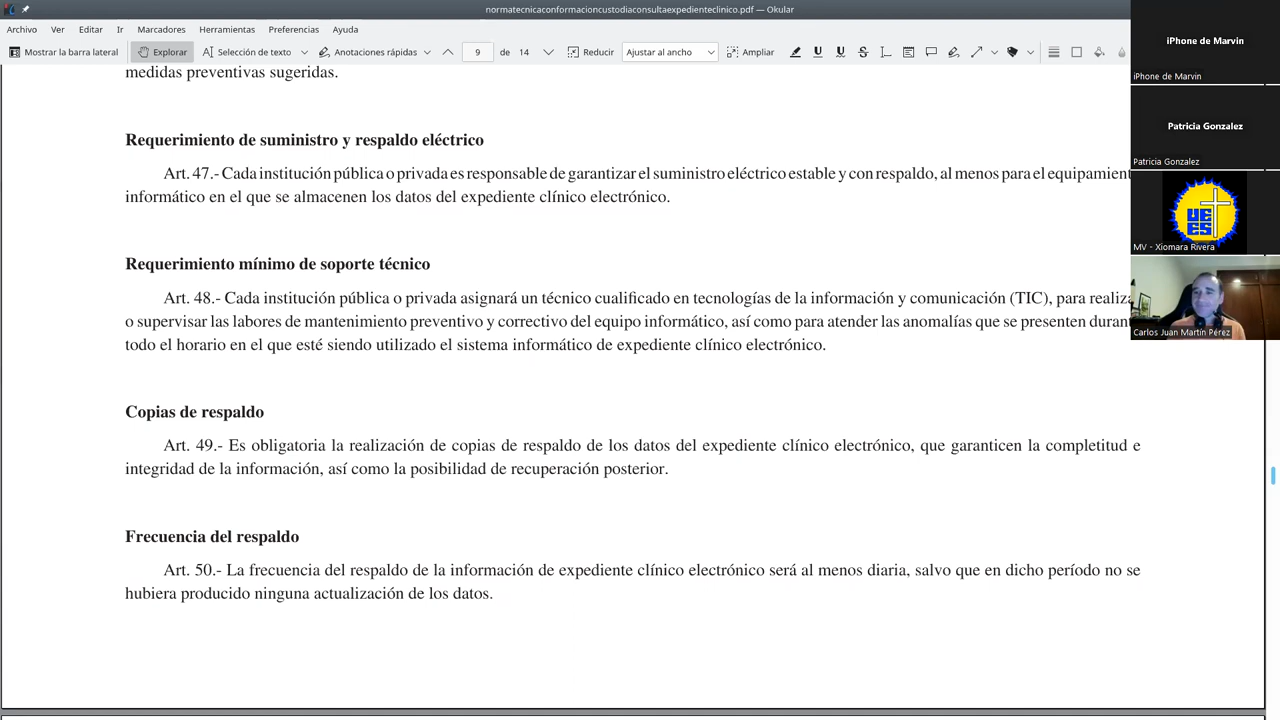 normatecnicaconformacioncustodiaconsultaexpedienteclinico.pdf — Okular
Archivo Ver Editar Ir Marcadores Herramientas Preferencias Ayuda
Mostrar la barra lateral Explorar Selección de texto Anotaciones rápidas 9 de 14 Reducir Ajustar al ancho Ampliar
medidas preventivas sugeridas.
Requerimiento de suministro y respaldo eléctrico
Art. 47.- Cada institución pública o privada es responsable de garantizar el suministro eléctrico estable y con respaldo, al menos para el equipamient
informático en el que se almacenen los datos del expediente clínico electrónico.
Requerimiento mínimo de soporte técnico
Art. 48.- Cada institución pública o privada asignará un técnico cualificado en tecnologías de la información y comunicación (TIC), para realiza
o supervisar las labores de mantenimiento preventivo y correctivo del equipo informático, así como para atender las anomalías que se presenten duran
todo el horario en el que esté siendo utilizado el sistema informático de expediente clínico electrónico.
Copias de respaldo
Art. 49.- Es obligatoria la realización de copias de respaldo de los datos del expediente clínico electrónico, que garanticen la completitud e
integridad de la información, así como la posibilidad de recuperación posterior.
Frecuencia del respaldo
Art. 50.- La frecuencia del respaldo de la información de expediente clínico electrónico será al menos diaria, salvo que en dicho período no se
hubiera producido ninguna actualización de los datos.
iPhone de Marvin
iPhone de Marvin
Patricia Gonzalez
Patricia Gonzalez
UE
ES
MV - Xiomara Rivera
Carlos Juan Martín Pérez